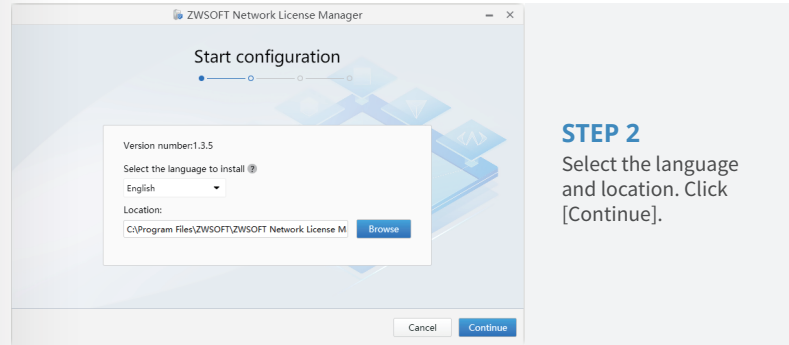 ZWSOFT Network License Manager
Start configuration
Version number:1.3.5
Select the language to install ?
English
Location:
C:\Program Files\ZWSOFT\ZWSOFT Network License M
Browse
Cancel
Continue
STEP 2
Select the language
and location. Click
[Continue].